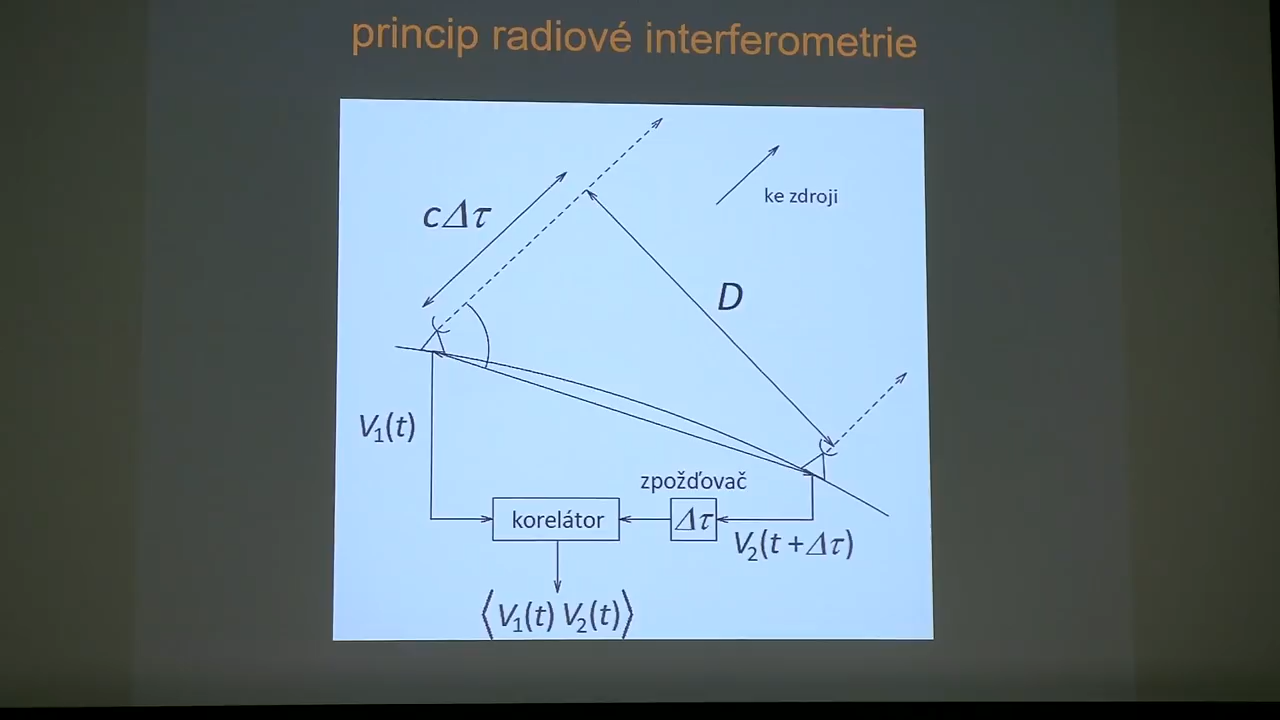 princip radiové interferometrie
cΔτ
ke zdroji
D
V₁(t)
zpožďovač
korelátor
Δτ
V₂(t + Δτ)
⟨V₁(t) V₂(t)⟩